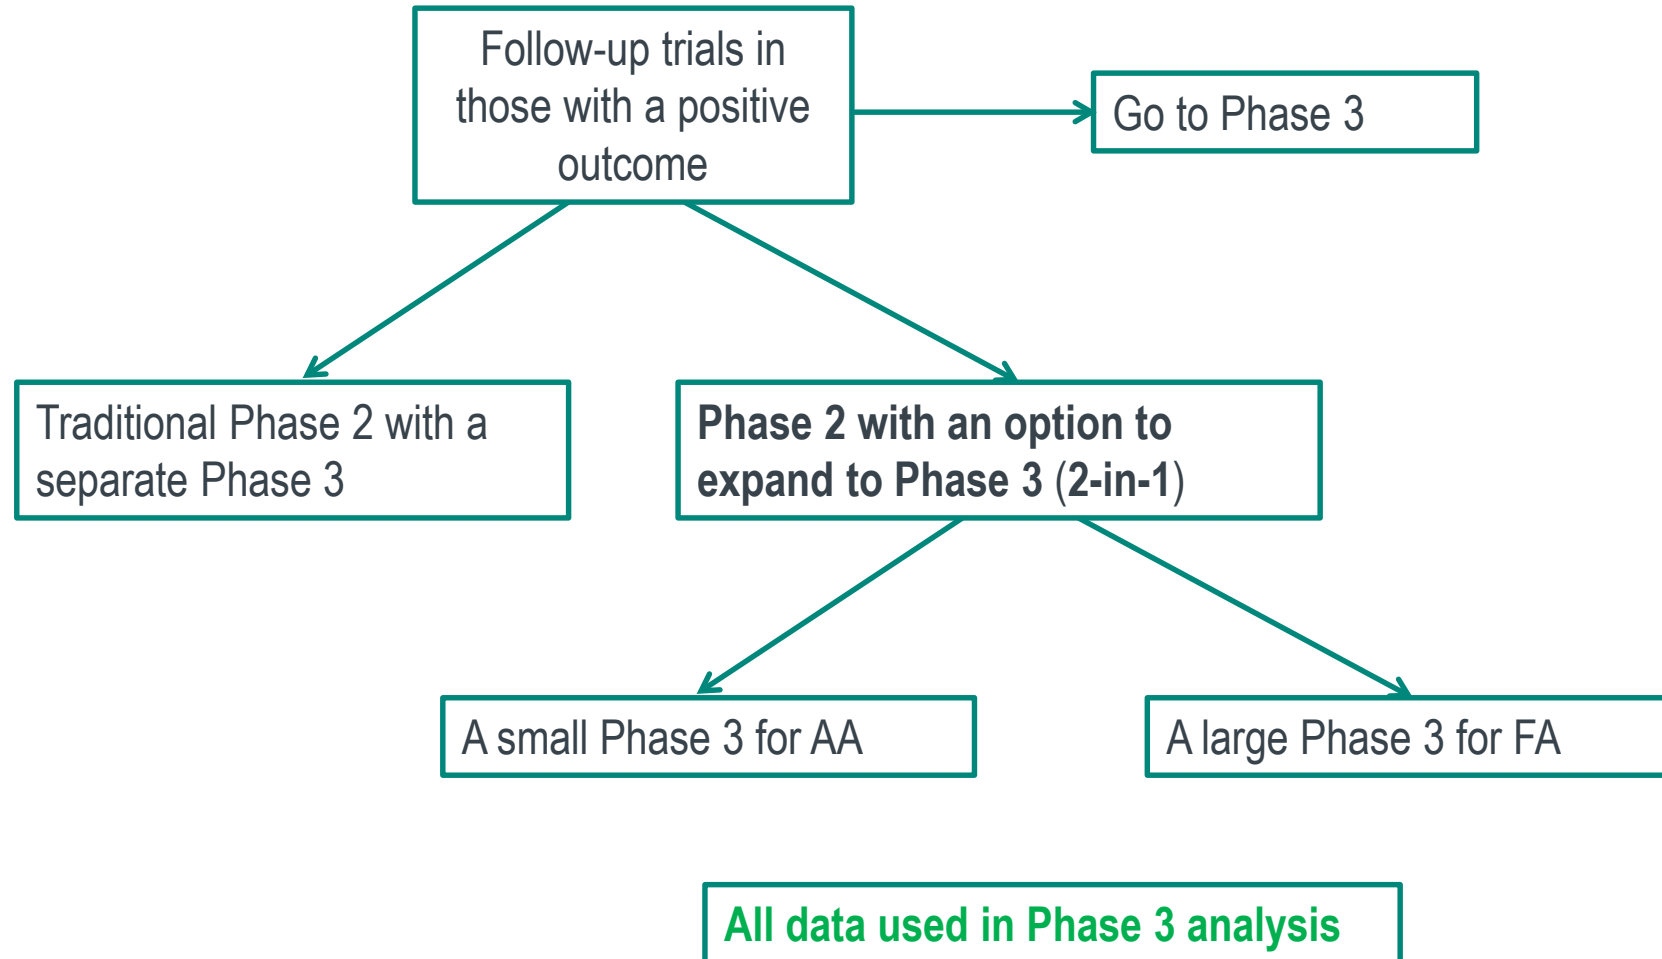 Follow-up trials in
those with a positive
outcome
Go to Phase 3
Traditional Phase 2 with a
separate Phase 3
Phase 2 with an option to
expand to Phase 3 (2-in-1)
A small Phase 3 for AA
A large Phase 3 for FA
All data used in Phase 3 analysis